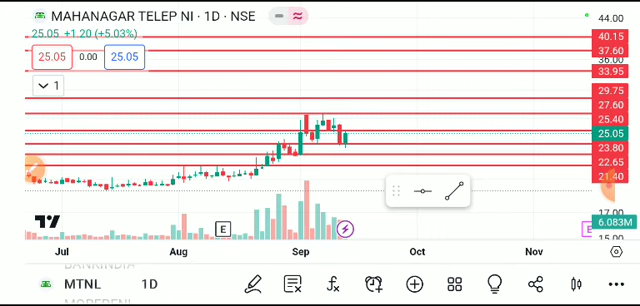 MAHANAGAR TELEP NI · 1D · NSE
25.05 +1.20 (+5.03%)
25.05 0.00 25.05
1
44.00
40.15
37.60
36.00
33.95
29.75
27.60
25.40
25.05
23.80
22.65
21.40
17.00
6.083M
15.00
E
E
Jul Aug Sep Oct Nov
BANKINDIA
MTNL 1D